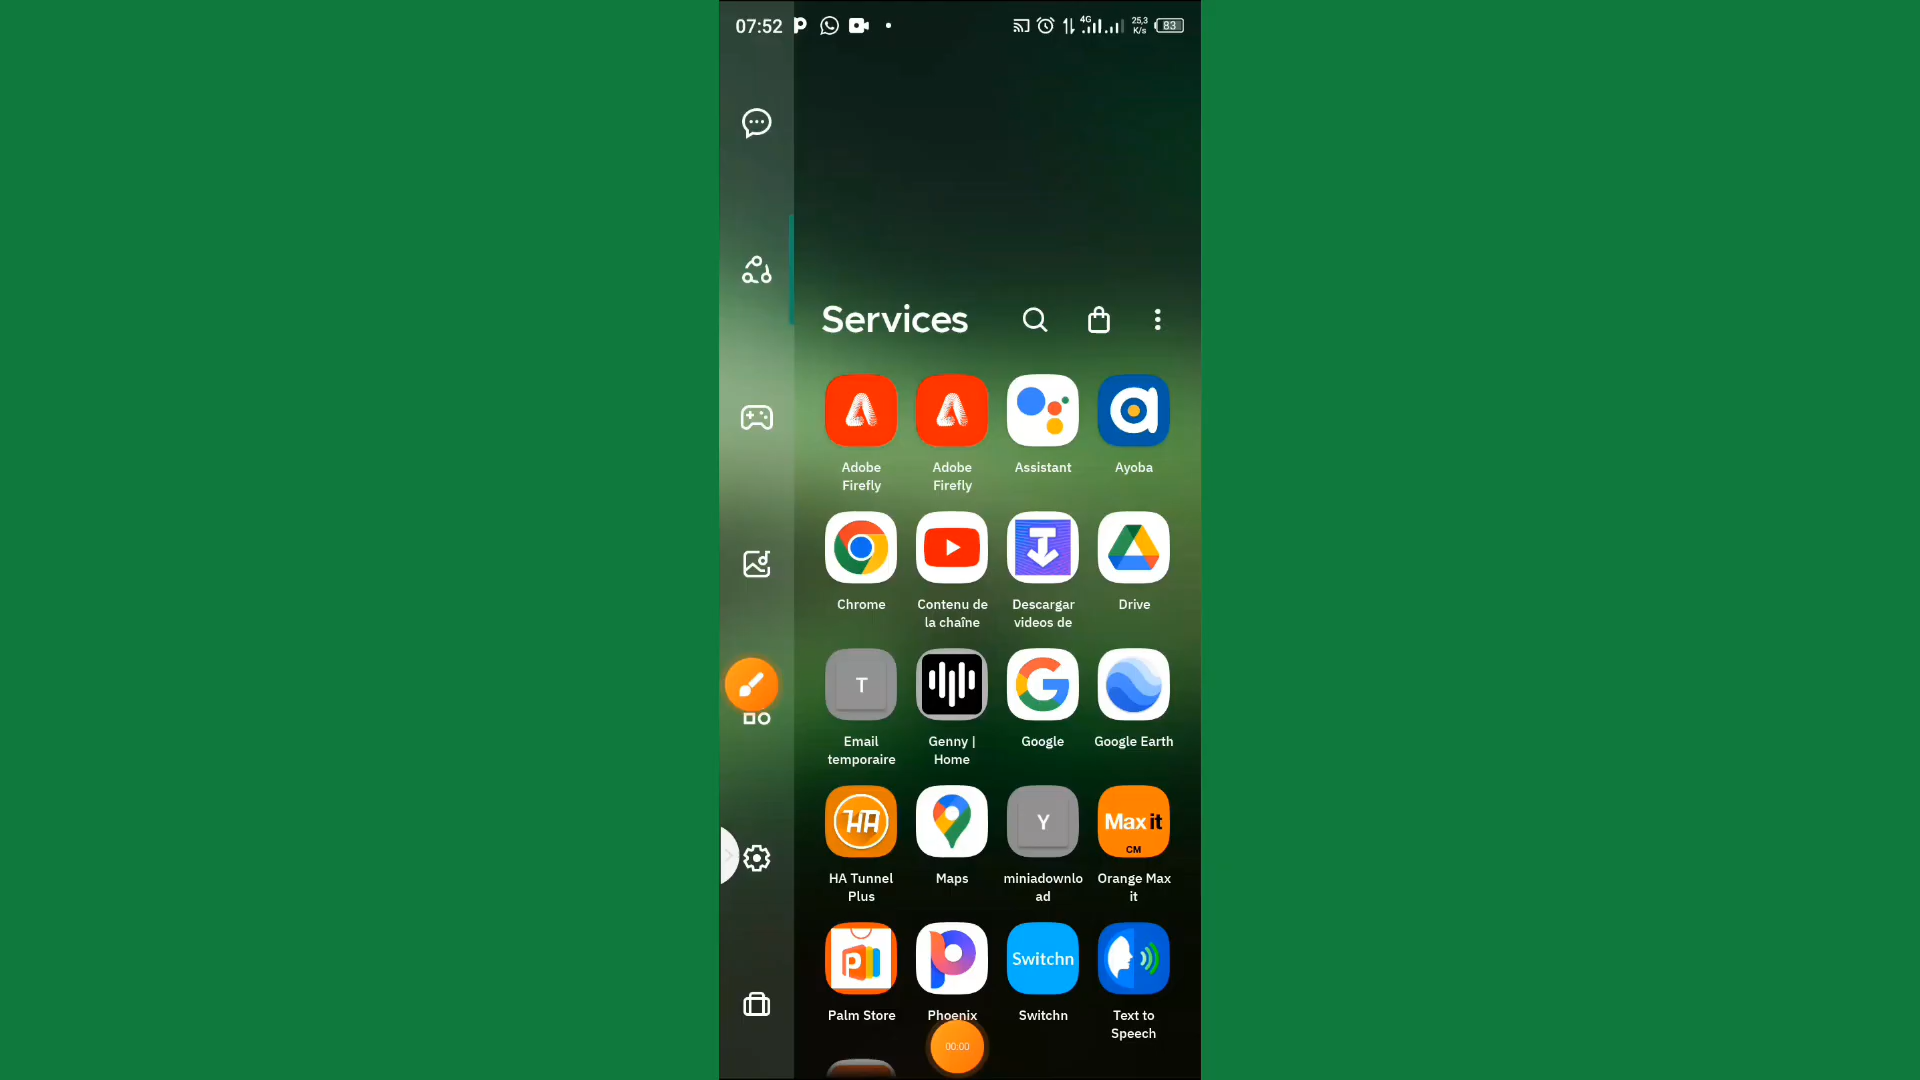 07:52
4G
25,3
K/s
83
Services
Adobe
Firefly
Adobe
Firefly
Assistant
Ayoba
Chrome
Contenu de
la chaîne
Descargar
videos de
Drive
T
Email
temporaire
Genny |
Home
Google
Google Earth
HA
HA Tunnel
Plus
Maps
Y
miniadownlo
ad
Max it
CM
Orange Max
it
Palm Store
Phoenix
Switchn
Switchn
Text to
Speech
00:00